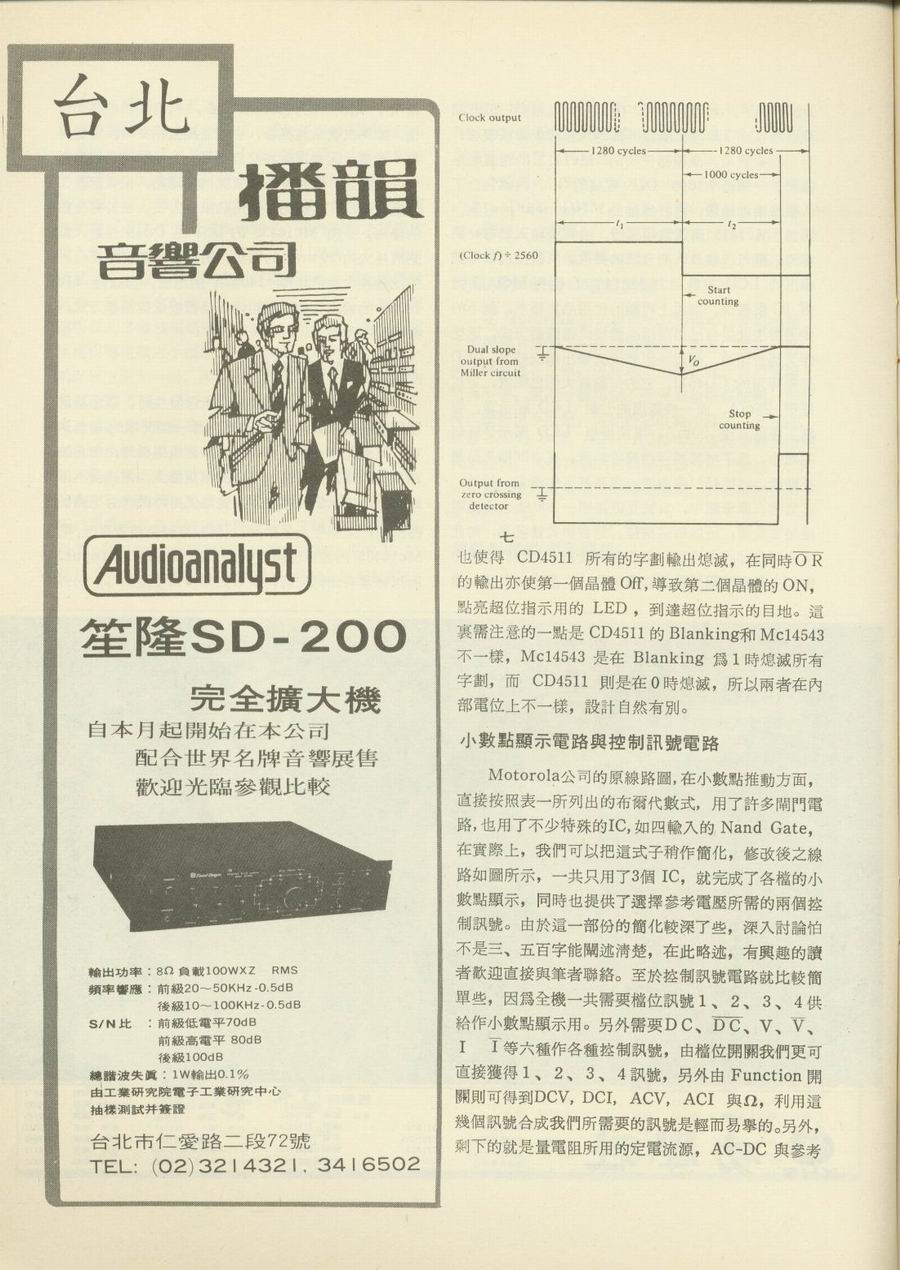 台北
播韻
音響公司
Audioanalyst
笙隆SD-200
完全擴大機
自本月起開始在本公司
配合世界名牌音響展售
歡迎光臨參觀比較
輸出功率：8Ω負載100WXZ RMS
頻率響應：前級20～50KHz-0.5dB
後級10～100KHz-0.5dB
S/N比 ：前級低電平70dB
前級高電平 80dB
後級100dB
總諧波失眞：1W輸出0.1%
由工業研究院電子工業研究中心
抽樣測試并簽證
台北市仁愛路二段72號
TEL: (02)3214321, 3416502
Clock output
1280 cycles
1280 cycles
1000 cycles
t₁
t₂
(Clock f) ÷ 2560
Start
counting
Dual slope
output from
Miller circuit
V₀
Stop
counting
Output from
zero crossing
detector
七
也使得 CD4511 所有的字劃輸出熄滅，在同時O̅R̅
的輸出亦使第一個晶體 Off, 導致第二個晶體的 ON,
點亮超位指示用的 LED ，到達超位指示的目地。這
裏需注意的一點是 CD4511 的 Blanking和 Mc14543
不一樣，Mc14543 是在 Blanking 爲 1 時熄滅所有
字劃，而 CD4511 則是在 0 時熄滅，所以兩者在內
部電位上不一樣，設計自然有別。
小數點顯示電路與控制訊號電路
Motorola公司的原線路圖, 在小數點推動方面，
直接按照表一所列出的布爾代數式，用了許多閘門電
路, 也用了不少特殊的IC, 如四輸入的 Nand Gate,
在實際上，我們可以把這式子稍作簡化，修改後之線
路如圖所示，一共只用了3個 IC，就完成了各檔的小
數點顯示，同時也提供了選擇參考電壓所需的兩個控
制訊號。由於這一部份的簡化較深了些，深入討論怕
不是三、五百字能闡述清楚，在此略述，有興趣的讀
者歡迎直接與筆者聯絡。至於控制訊號電路就比較簡
單些，因爲全機一共需要檔位訊號 1 、2 、3 、4 供
給作小數點顯示用。另外需要D C、D̅C̅、V、V̅、
I I̅ 等六種作各種控制訊號，由檔位開關我們更可
直接獲得 1 、2 、3 、4 訊號，另外由 Function 開
關則可得到DCV, DCI, ACV, ACI 與Ω，利用這
幾個訊號合成我們所需要的訊號是輕而易擧的。另外,
剩下的就是量電阻所用的定電流源，AC-DC 與參考